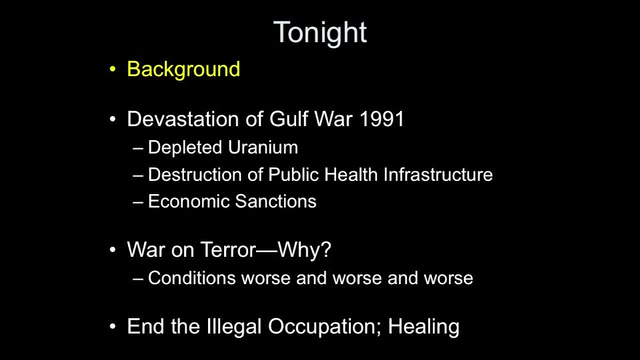 Tonight
• Background
• Devastation of Gulf War 1991
– Depleted Uranium
– Destruction of Public Health Infrastructure
– Economic Sanctions
• War on Terror—Why?
– Conditions worse and worse and worse
• End the Illegal Occupation; Healing